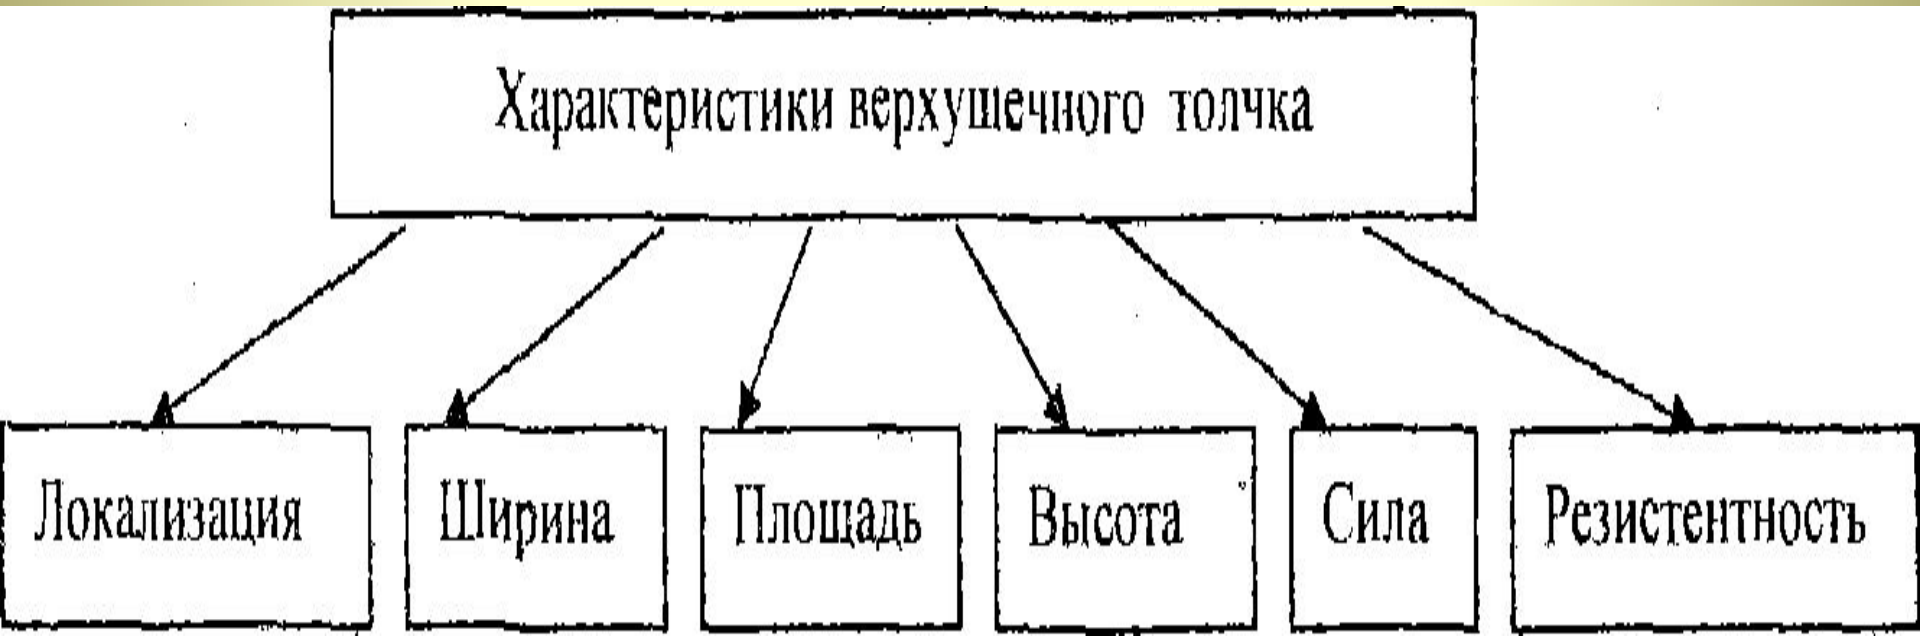 Характеристики верхушечного толчка
Локализация
Ширина
Площадь
Высота
Сила
Резистентность